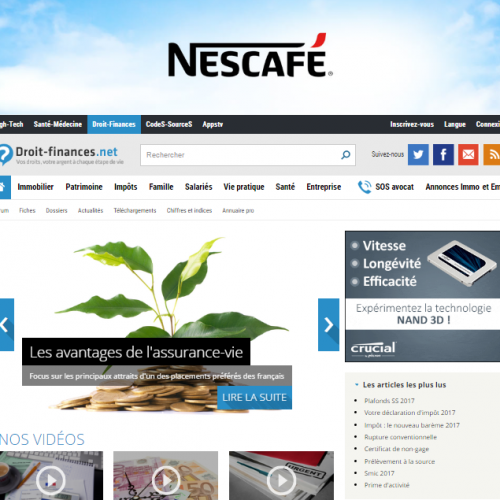 NESCAFÉ®
gh-Tech Santé-Médecine Droit-Finances CodeS-SourceS Appstv Inscrivez-vous Langue Connexi
Droit-finances.net
Vos droits, votre argent à chaque étape de vie
Rechercher
Suivez-nous
Immobilier Patrimoine Impôts Famille Salariés Vie pratique Santé Entreprise SOS avocat Annonces Immo et Em
rum Fiches Dossiers Actualités Téléchargements Chiffres et indices Annuaire pro
Vitesse
Longévité
Efficacité
Expérimentez la technologie
NAND 3D !
crucial
Les avantages de l'assurance-vie
Focus sur les principaux attraits d'un des placements préférés des français
LIRE LA SUITE
Les articles les plus lus
Plafonds SS 2017
Votre déclaration d'impôt 2017
Impôt : le nouveau barème 2017
Rupture conventionnelle
Certificat de non gage
Prélèvement à la source
Smic 2017
Prime d'activité
NOS VIDÉOS
URGENT